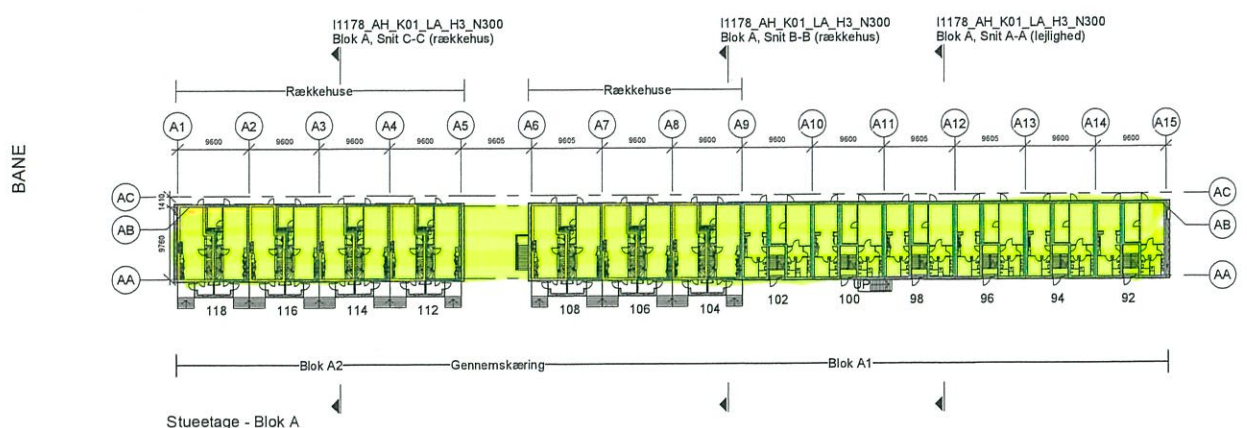 I1178_AH_K01_LA_H3_N300
Blok A, Snit C-C (rækkehus)
I1178_AH_K01_LA_H3_N300
Blok A, Snit B-B (rækkehus)
I1178_AH_K01_LA_H3_N300
Blok A, Snit A-A (lejlighed)
Rækkehuse
Rækkehuse
A1 A2 A3 A4 A5 A6 A7 A8 A9 A10 A11 A12 A13 A14 A15
9600 9600 9600 9600 9605 9605 9600 9600 9600 9600 9605 9605 9600 9600
BANE
AC
1410
AC
AB
AB
9780
AA
AA
UP
118 116 114 112 108 106 104 102 100 98 96 94 92
Blok A2 Gennemskæring Blok A1
Stueetage - Blok A